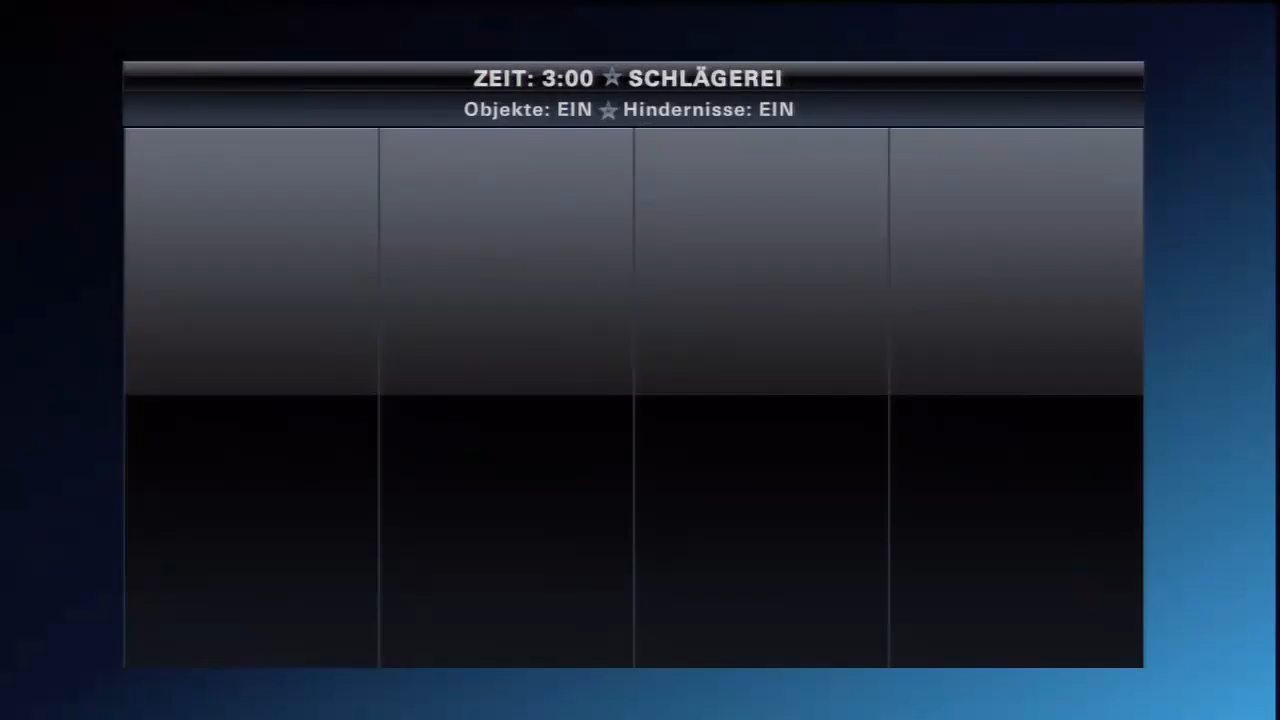 ZEIT: 3:00 ★ SCHLÄGEREI
Objekte: EIN ★ Hindernisse: EIN